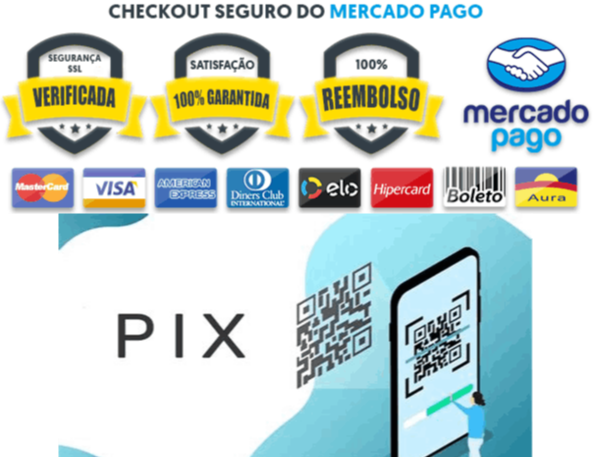 CHECKOUT SEGURO DO MERCADO PAGO
SEGURANÇA
SSL
VERIFICADA
SATISFAÇÃO
100% GARANTIDA
100%
REEMBOLSO
mercado
pago
MasterCard
VISA
AMERICAN
EXPRESS
Diners Club
INTERNATIONAL
elo
Hipercard
Boleto
Aura
PIX